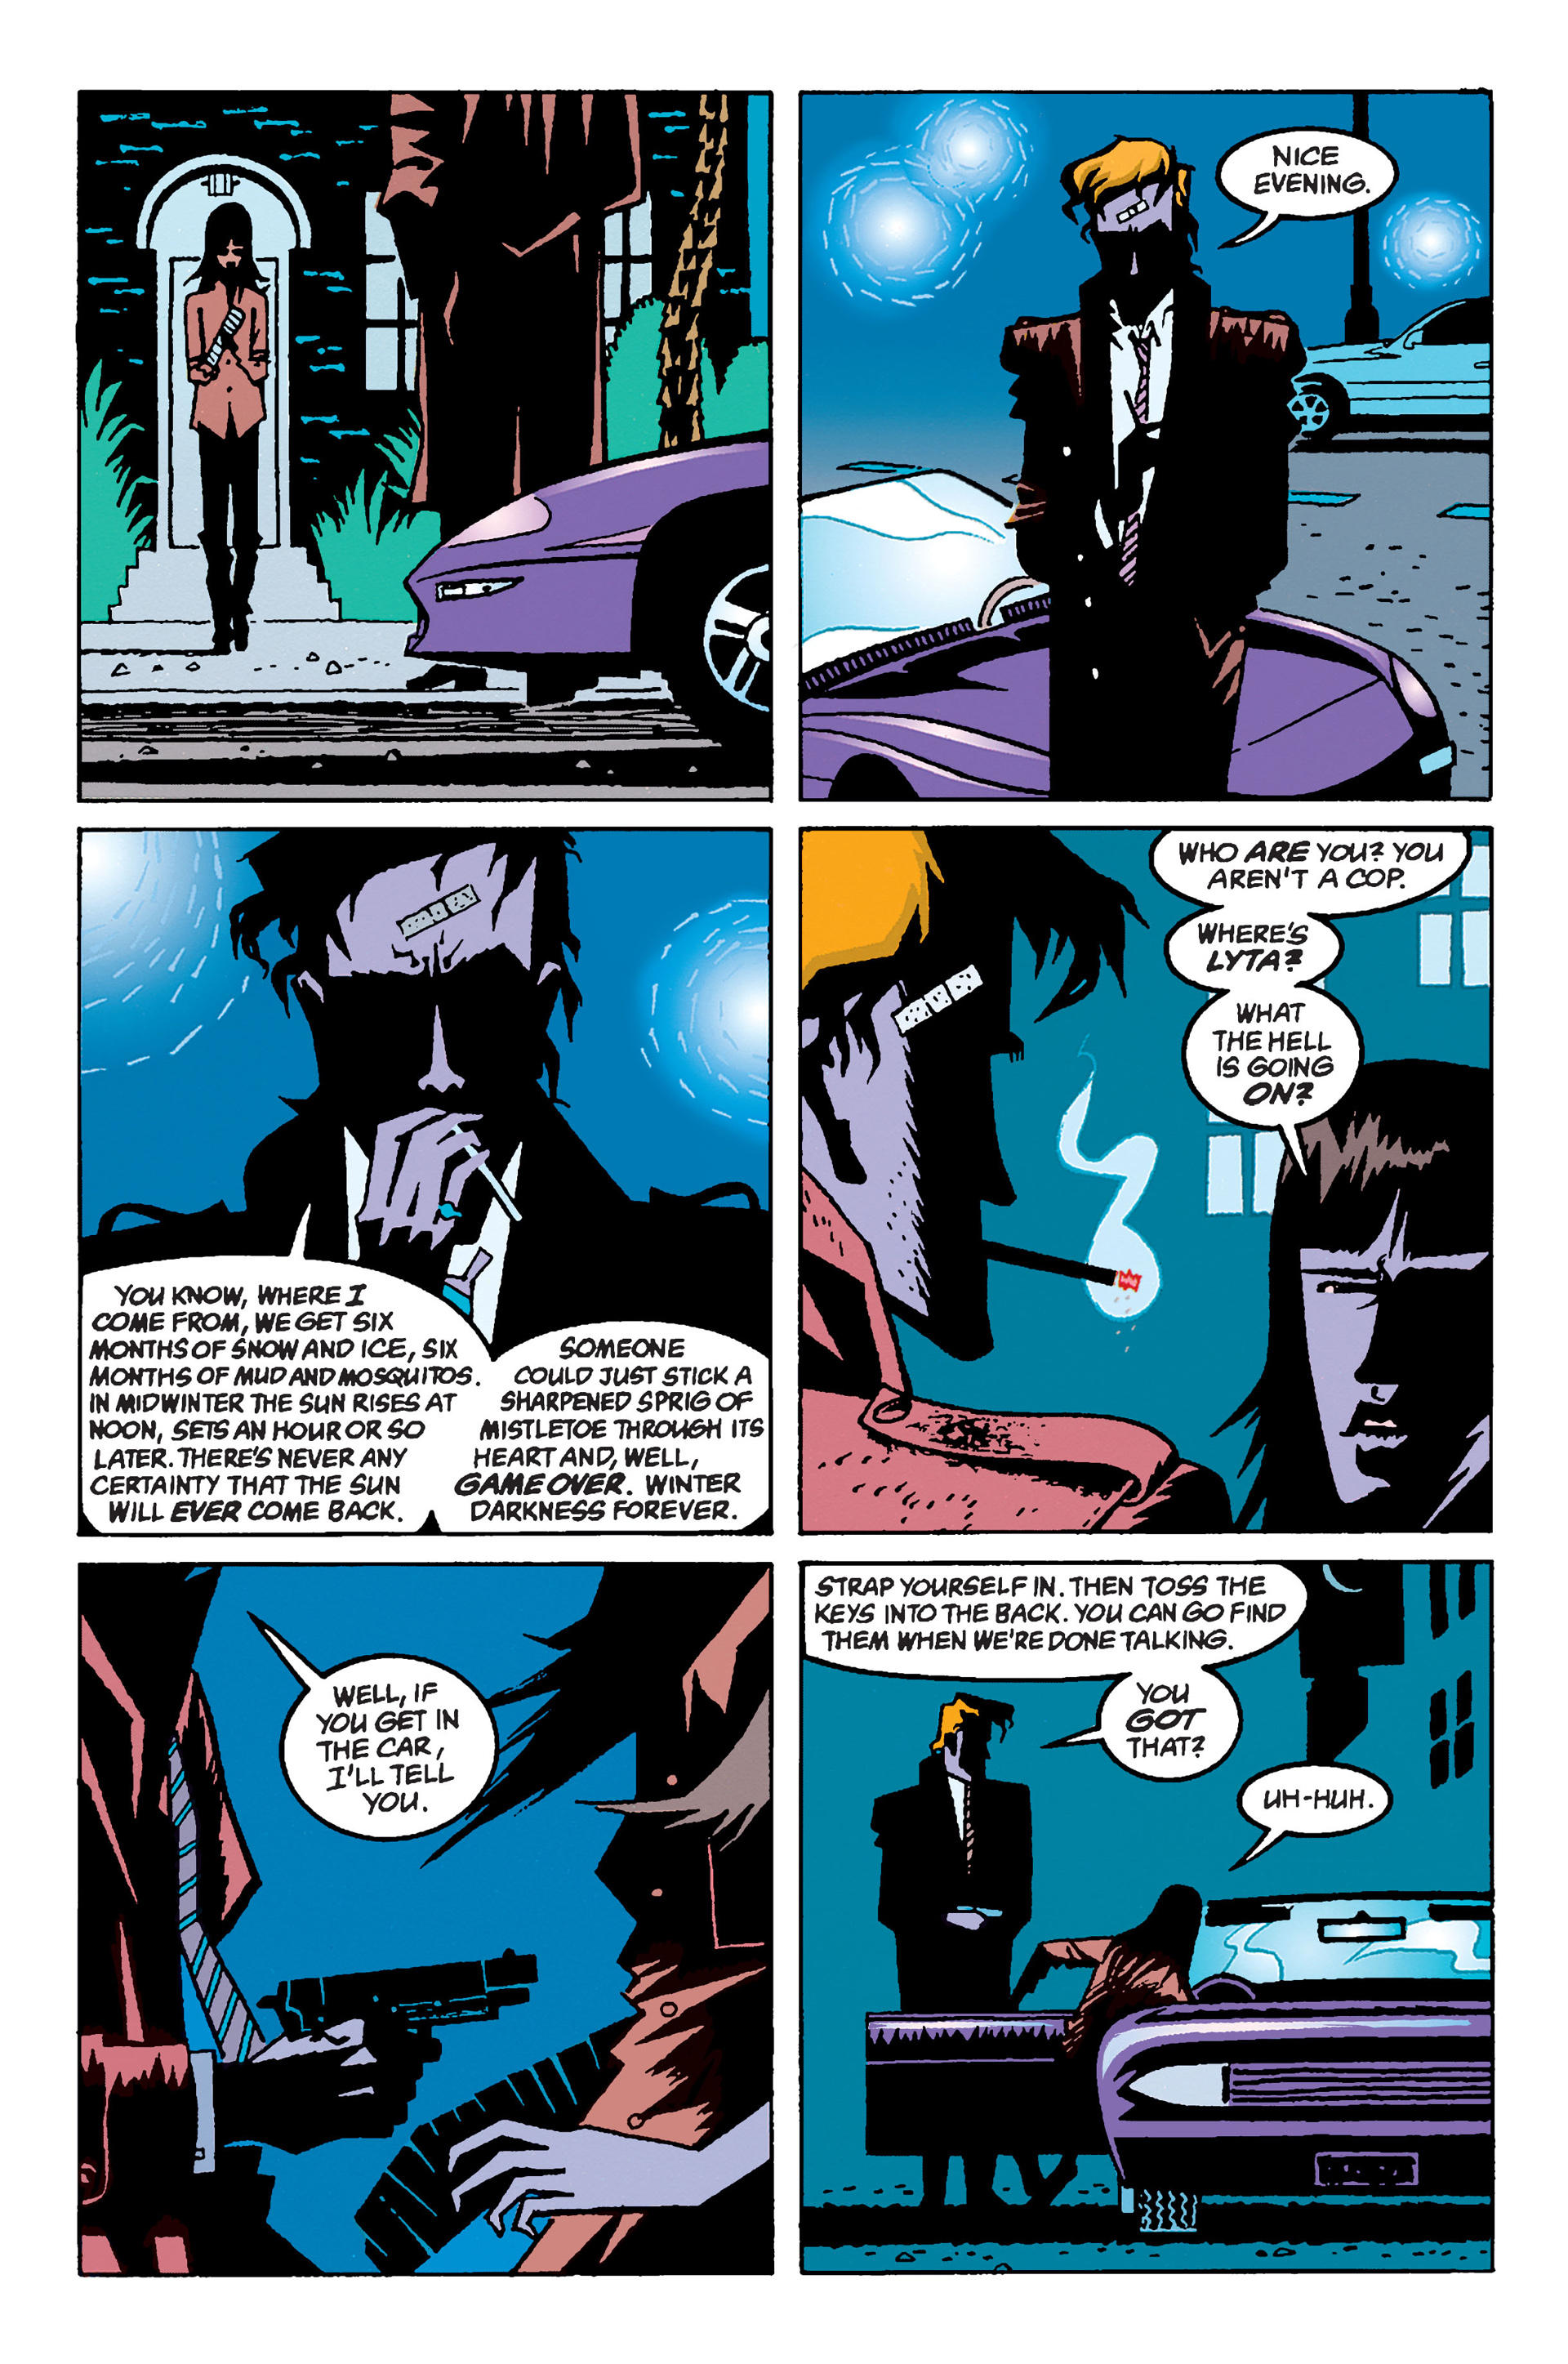 NICE
EVENING.
YOU KNOW, WHERE I
COME FROM, WE GET SIX
MONTHS OF SNOW AND ICE, SIX
MONTHS OF MUD AND MOSQUITOS.
IN MIDWINTER THE SUN RISES AT
NOON, SETS AN HOUR OR SO
LATER. THERE'S NEVER ANY
CERTAINTY THAT THE SUN
WILL EVER COME BACK.
SOMEONE
COULD JUST STICK A
SHARPENED SPRIG OF
MISTLETOE THROUGH ITS
HEART AND, WELL,
GAME OVER. WINTER
DARKNESS FOREVER.
WHO ARE YOU? YOU
AREN'T A COP.
WHERE'S
LYTA?
WHAT
THE HELL
IS GOING
ON?
WELL, IF
YOU GET IN
THE CAR,
I'LL TELL
YOU.
STRAP YOURSELF IN. THEN TOSS THE
KEYS INTO THE BACK. YOU CAN GO FIND
THEM WHEN WE'RE DONE TALKING.
YOU
GOT
THAT?
UH-HUH.